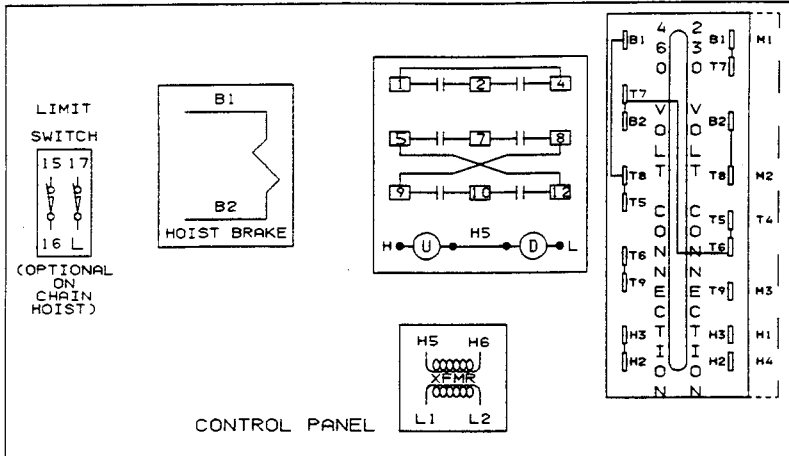 LIMIT
SWITCH
15 17
16 L
(OPTIONAL
ON
CHAIN
HOIST)
B1
B2
HOIST BRAKE
1 2 4
5 7 8
9 10 12
H U H5 D L
H5 H6
XFMR
L1 L2
CONTROL PANEL
460 VOLT CONNECTION
230 VOLT CONNECTION
B1 B1 M1
T7 T7
B2 B2
T8 T8 M2
T5 T5 T4
T6 T6
T9 T9 M3
H3 H3 H1
H2 H2 H4